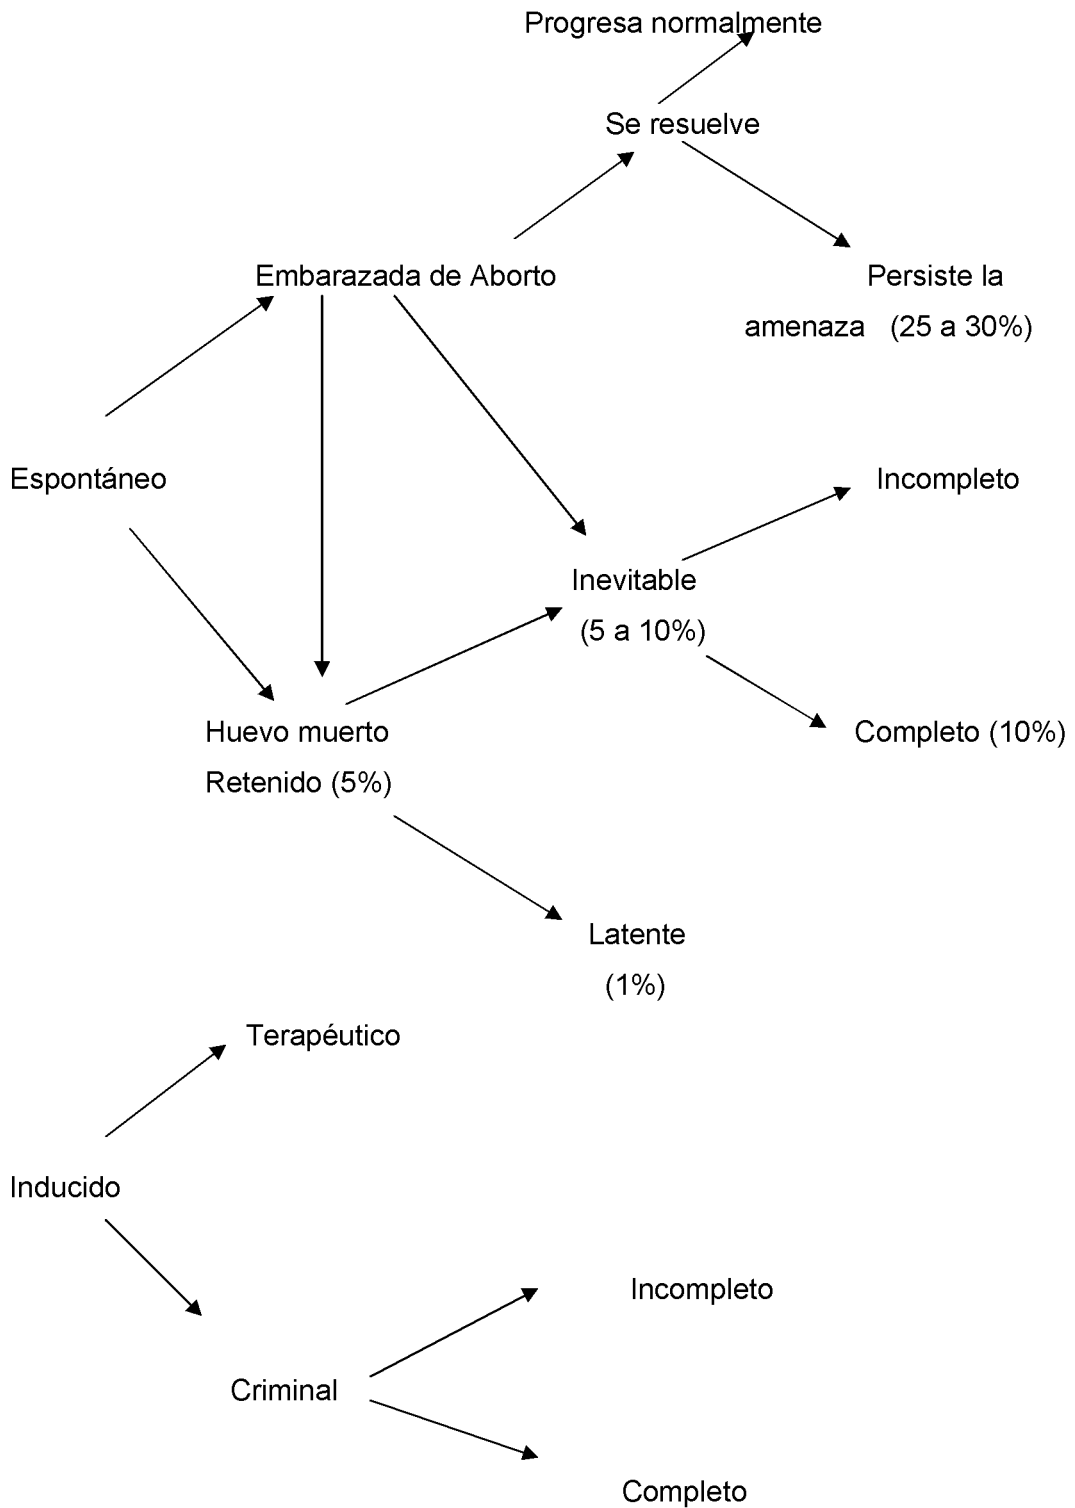 Progresa normalmente
Se resuelve
Embarazada de Aborto
Persiste la
amenaza (25 a 30%)
Espontáneo
Incompleto
Inevitable
(5 a 10%)
Huevo muerto
Completo (10%)
Retenido (5%)
Latente
(1%)
Terapéutico
Inducido
Incompleto
Criminal
Completo